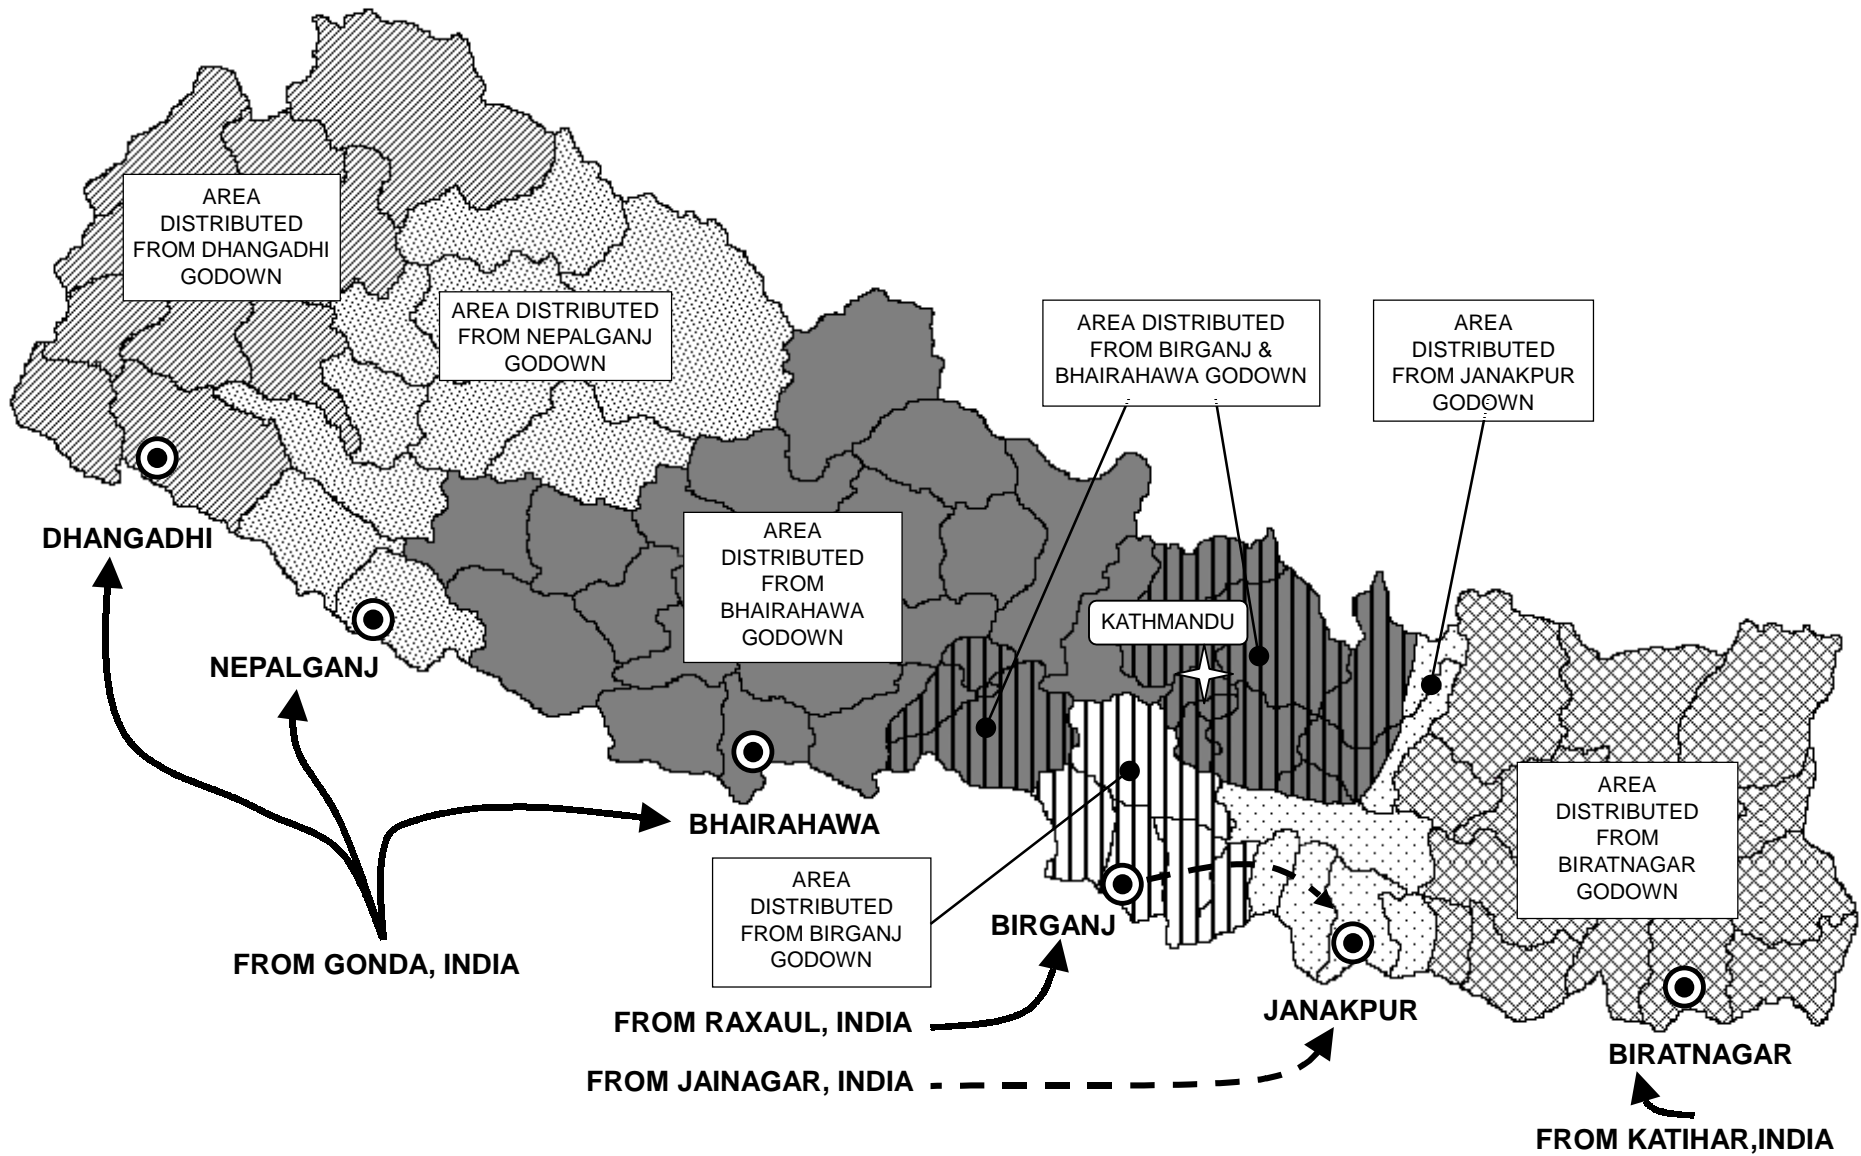 AREA
DISTRIBUTED
FROM DHANGADHI
GODOWN
AREA DISTRIBUTED
FROM NEPALGANJ
GODOWN
AREA DISTRIBUTED
FROM BIRGANJ &
BHAIRAHAWA GODOWN
AREA
DISTRIBUTED
FROM JANAKPUR
GODOWN
DHANGADHI
AREA
DISTRIBUTED
FROM
BHAIRAHAWA
GODOWN
KATHMANDU
NEPALGANJ
BHAIRAHAWA
AREA
DISTRIBUTED
FROM
BIRATNAGAR
GODOWN
AREA
DISTRIBUTED
FROM BIRGANJ
GODOWN
BIRGANJ
FROM GONDA, INDIA
JANAKPUR
FROM RAXAUL, INDIA
BIRATNAGAR
FROM JAINAGAR, INDIA
FROM KATIHAR,INDIA